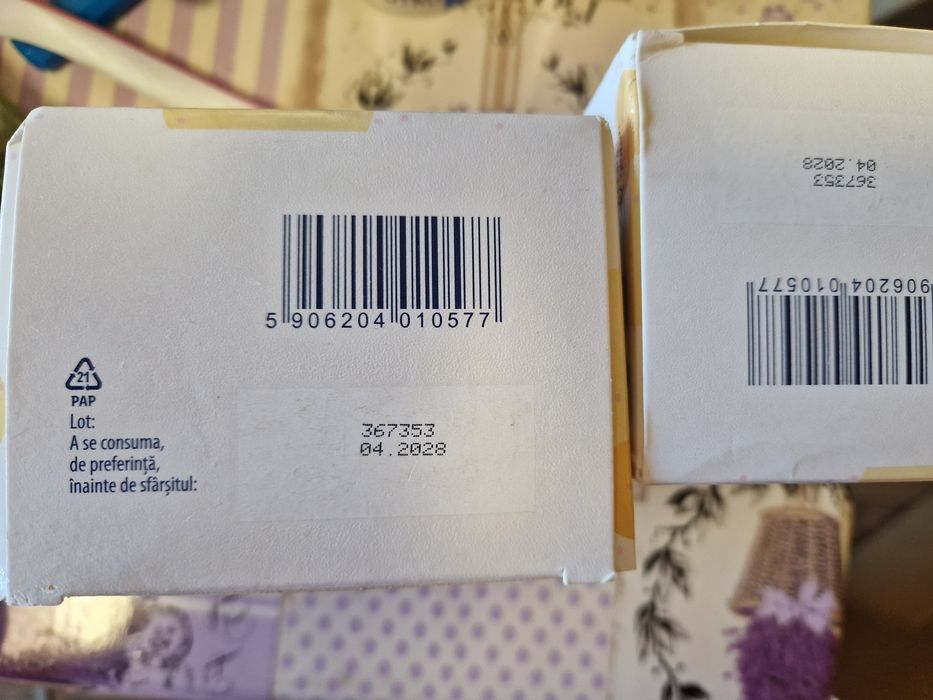 5 906204 010577
21
PAP
Lot:
A se consuma,
de preferință,
înainte de sfârșitul:
367353
04.2028
367353
04.2028
906204 010577